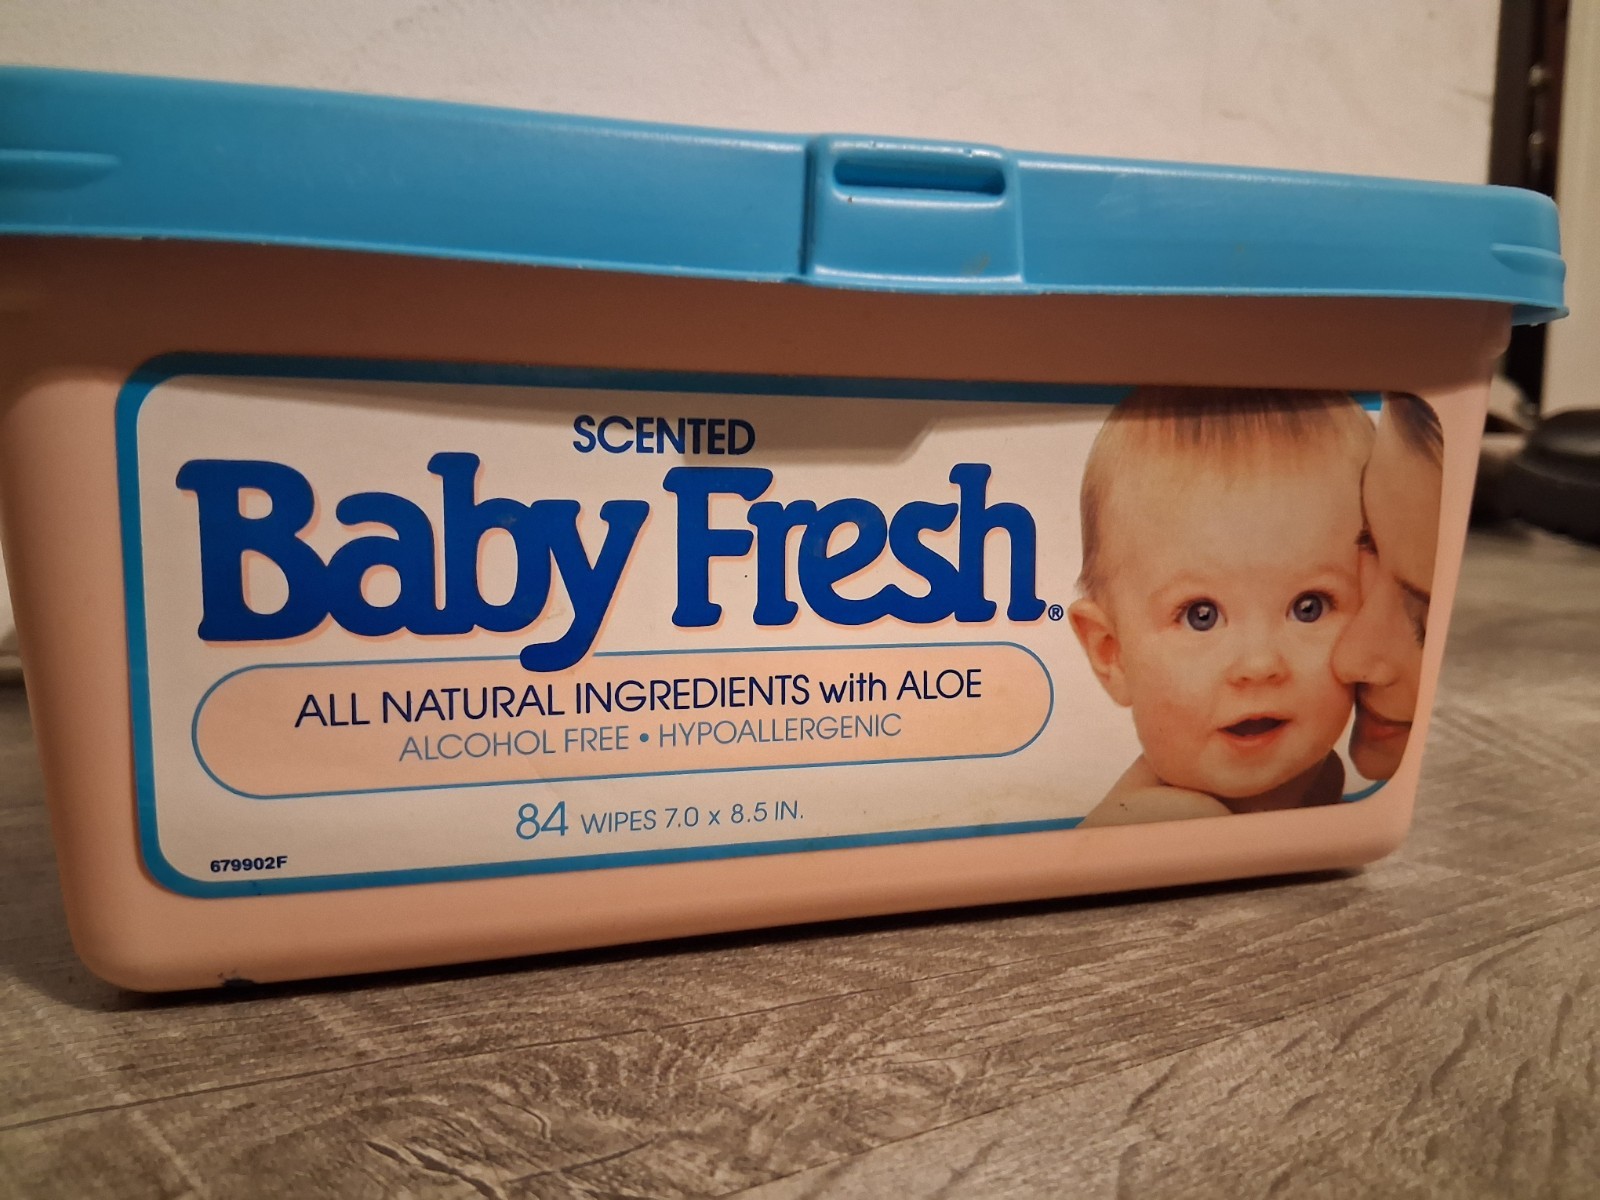 SCENTED
Baby Fresh®
ALL NATURAL INGREDIENTS with ALOE
ALCOHOL FREE • HYPOALLERGENIC
84 WIPES 7.0 x 8.5 IN.
679902F